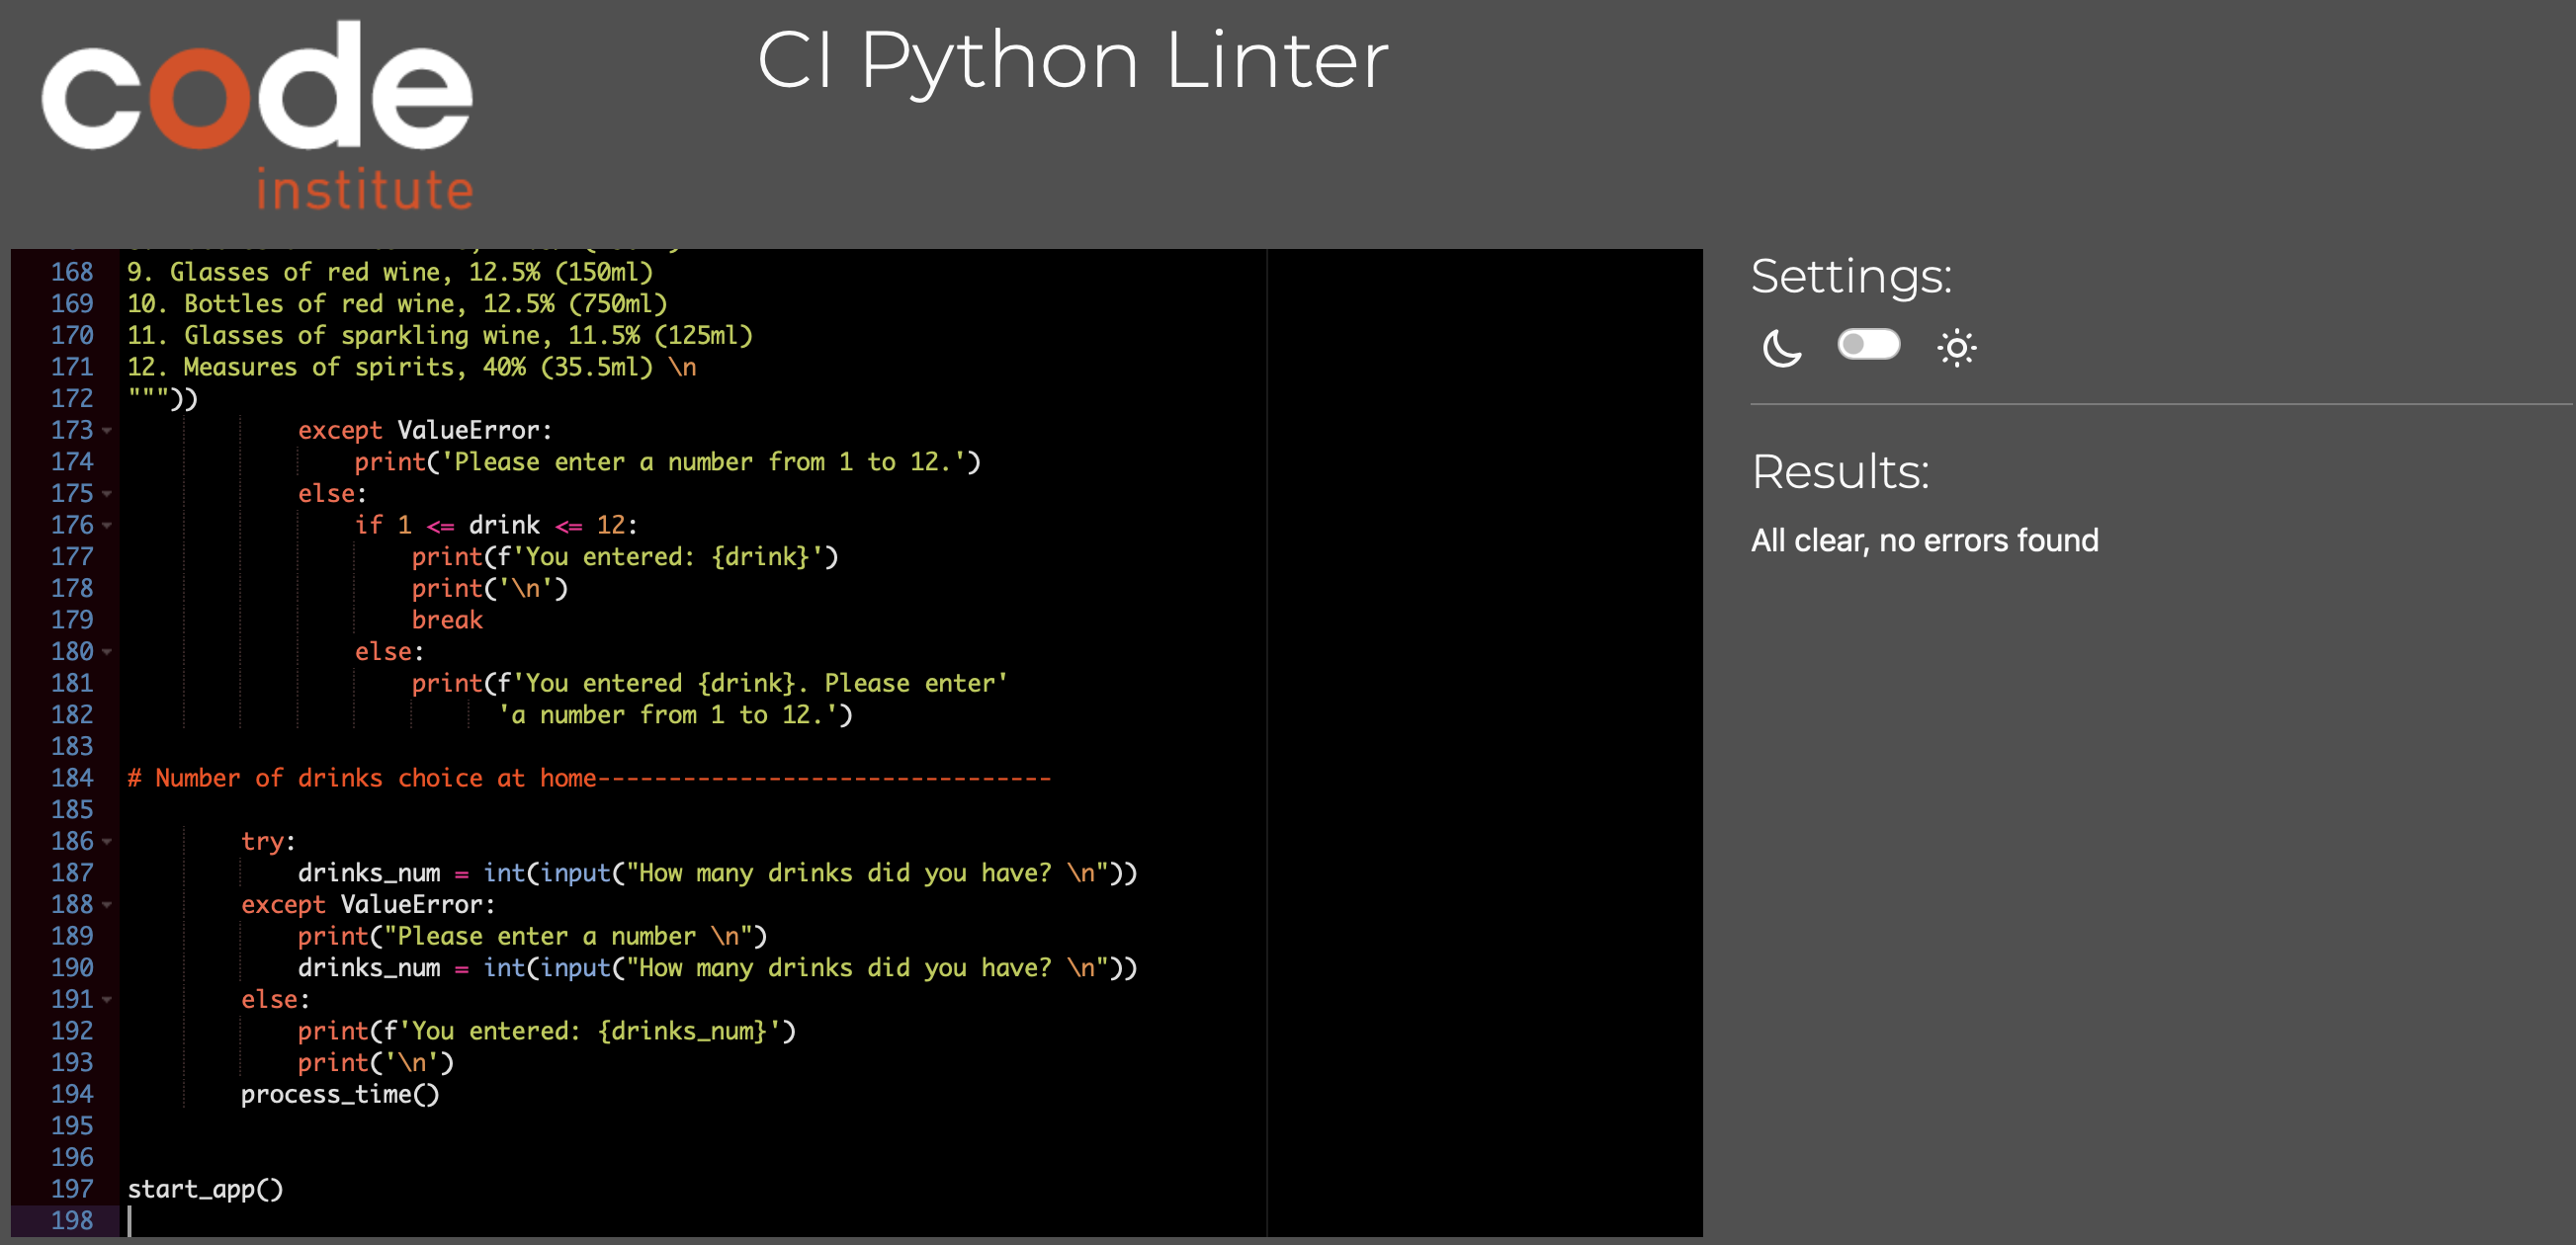 code
institute
CI Python Linter
168 9. Glasses of red wine, 12.5% (150ml)
169 10. Bottles of red wine, 12.5% (750ml)
170 11. Glasses of sparkling wine, 11.5% (125ml)
171 12. Measures of spirits, 40% (35.5ml) \n
172 """))
173             except ValueError:
174                 print('Please enter a number from 1 to 12.')
175             else:
176                 if 1 <= drink <= 12:
177                     print(f'You entered: {drink}')
178                     print('\n')
179                     break
180                 else:
181                     print(f'You entered {drink}. Please enter'
182                           'a number from 1 to 12.')
183
184 # Number of drinks choice at home--------------------------------
185
186         try:
187             drinks_num = int(input("How many drinks did you have? \n"))
188         except ValueError:
189             print("Please enter a number \n")
190             drinks_num = int(input("How many drinks did you have? \n"))
191         else:
192             print(f'You entered: {drinks_num}')
193             print('\n')
194         process_time()
195
196
197 start_app()
198
Settings:
Results:
All clear, no errors found